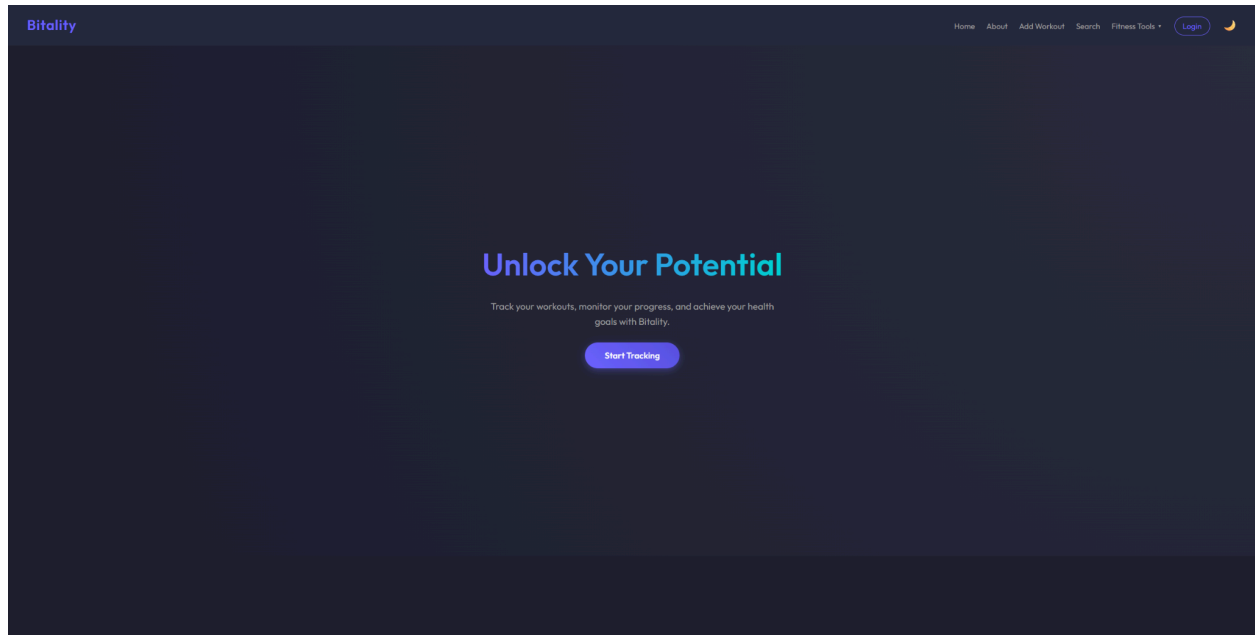 Bitality
Home About Add Workout Search Fitness Tools ▾ Login
Unlock Your Potential
Track your workouts, monitor your progress, and achieve your health
goals with Bitality.
Start Tracking